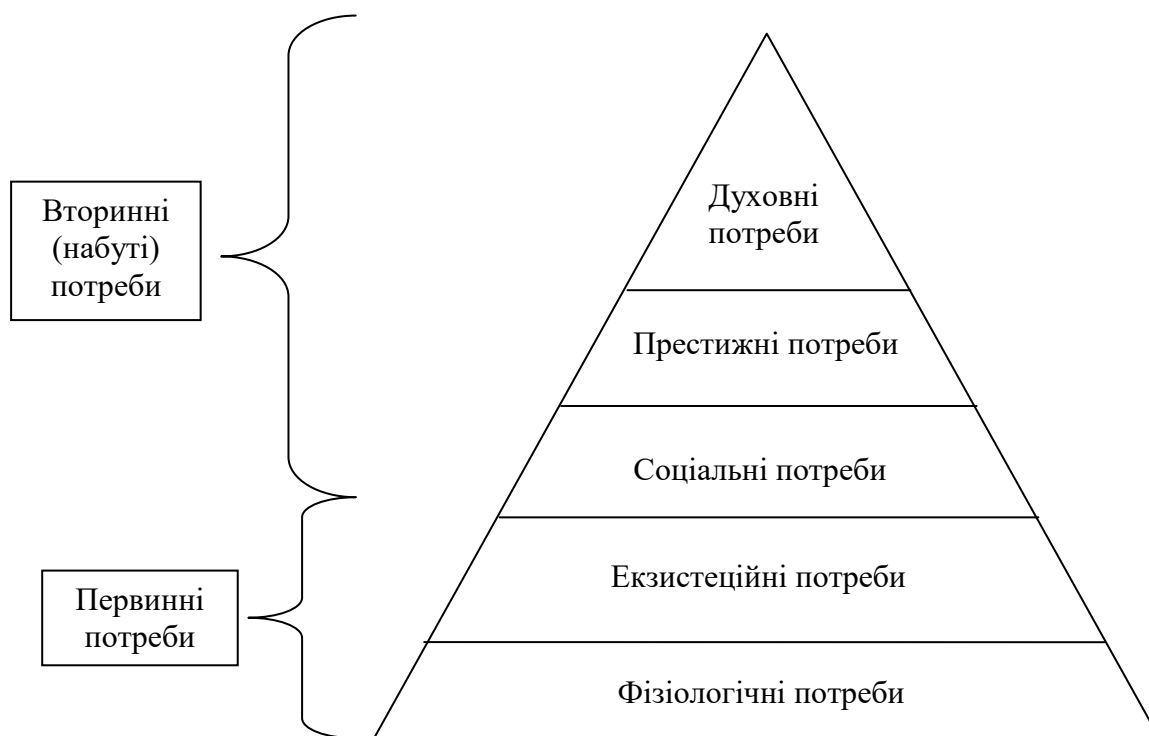 Вторинні
(набуті)
потреби
Духовні
потреби
Престижні потреби
Соціальні потреби
Екзистеційні потреби
Первинні
потреби
Фізіологічні потреби